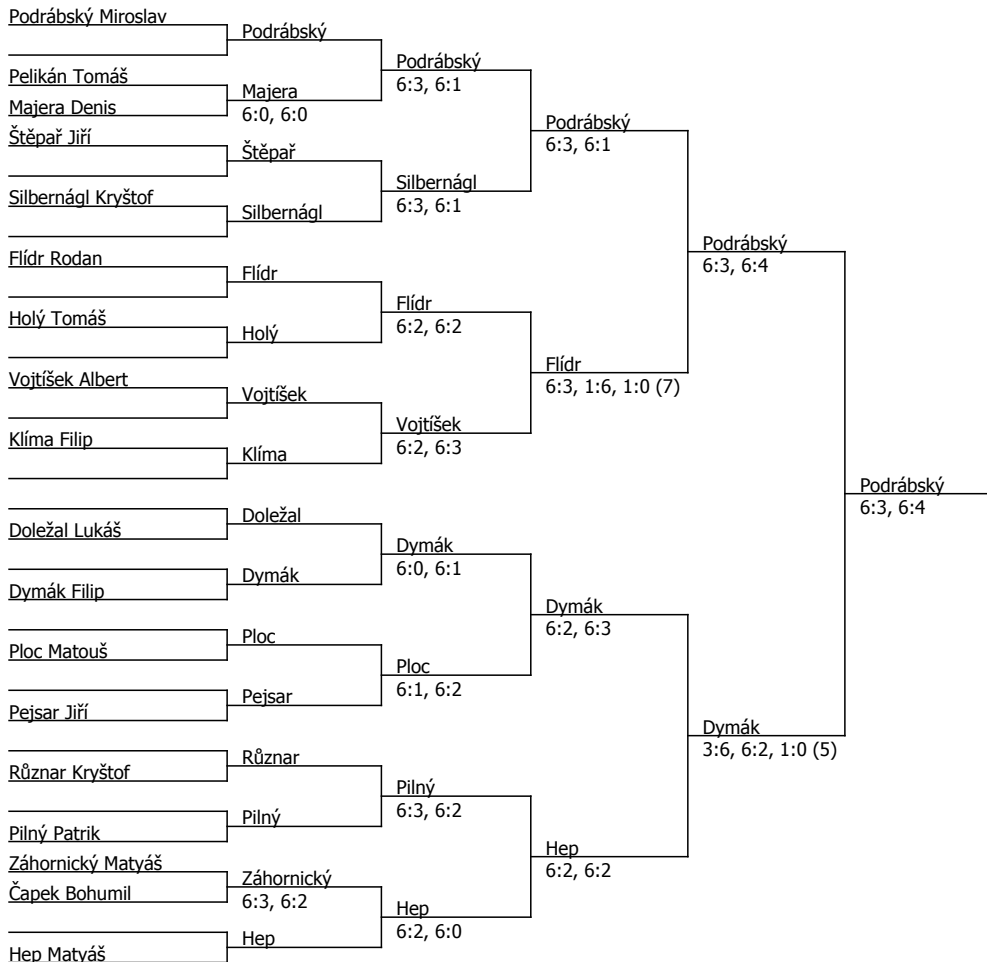 Podrábský Miroslav
Pelikán Tomáš
Majera Denis
Štěpař Jiří
Silbernágl Kryštof
Flídr Rodan
Holý Tomáš
Vojtíšek Albert
Klíma Filip
Doležal Lukáš
Dymák Filip
Ploc Matouš
Pejsar Jiří
Různar Kryštof
Pilný Patrik
Záhornický Matyáš
Čapek Bohumil
Hep Matyáš
Podrábský
Majera
6:0, 6:0
Štěpař
Silbernágl
Flídr
Holý
Vojtíšek
Klíma
Doležal
Dymák
Ploc
Pejsar
Různar
Pilný
Záhornický
6:3, 6:2
Hep
Podrábský
6:3, 6:1
Silbernágl
6:3, 6:1
Flídr
6:2, 6:2
Vojtíšek
6:2, 6:3
Dymák
6:0, 6:1
Ploc
6:1, 6:2
Pilný
6:3, 6:2
Hep
6:2, 6:0
Podrábský
6:3, 6:1
Flídr
6:3, 1:6, 1:0 (7)
Dymák
6:2, 6:3
Hep
6:2, 6:2
Podrábský
6:3, 6:4
Dymák
3:6, 6:2, 1:0 (5)
Podrábský
6:3, 6:4